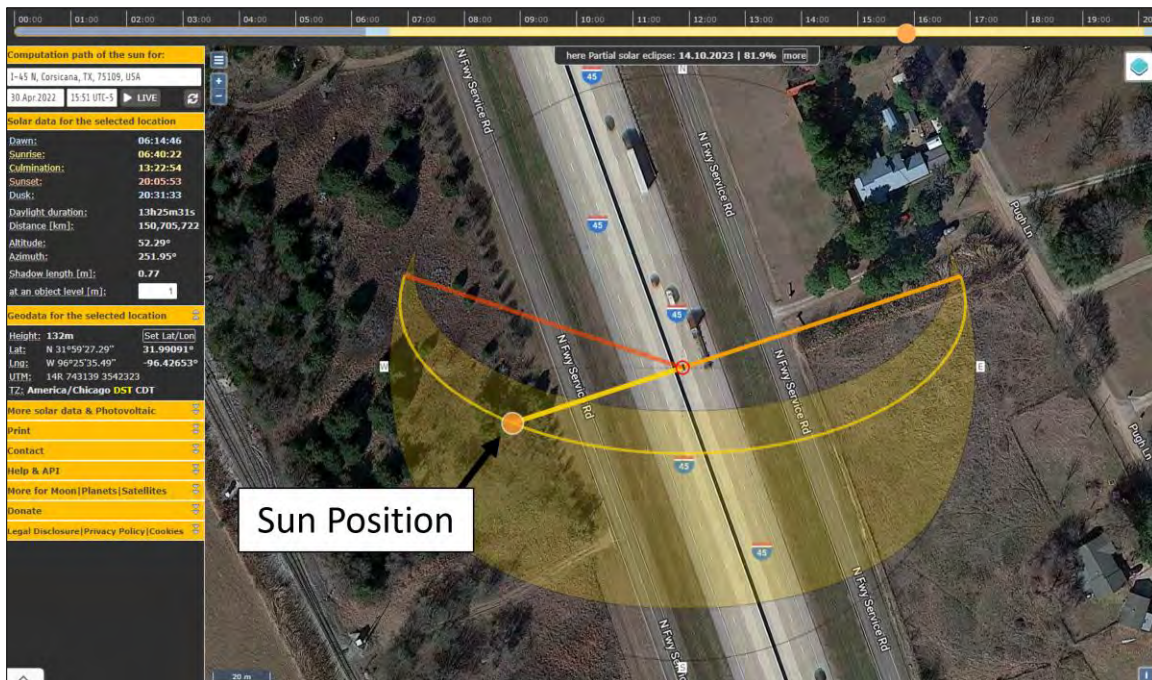 00:00 01:00 02:00 03:00 04:00 05:00 06:00 07:00 08:00 09:00 10:00 11:00 12:00 13:00 14:00 15:00 16:00 17:00 18:00 19:00 20
Computation path of the sun for:
I-45 N, Corsicana, TX, 75109, USA
30.Apr.2022 15:51 UTC-5 LIVE
Solar data for the selected location
Dawn: 06:14:46
Sunrise: 06:40:22
Culmination: 13:22:54
Sunset: 20:05:53
Dusk: 20:31:33
Daylight duration: 13h25m31s
Distance [km]: 150,705,722
Altitude: 52.29°
Azimuth: 251.95°
Shadow length [m]: 0.77
at an object level [m]: 1
Geodata for the selected location
Height: 132m Set Lat/Lon
Lat: N 31°59'27.29" 31.99091°
Lng: W 96°25'35.49" -96.42653°
UTM: 14R 743139 3542323
TZ: America/Chicago DST CDT
More solar data & Photovoltaic
Print
Contact
Help & API
More for Moon|Planets|Satellites
Donate
Legal Disclosure|Privacy Policy|Cookies
here Partial solar eclipse: 14.10.2023 | 81.9% more
N
45
N Fwy Service Rd
N Fwy Service Rd
45
Pugh Ln
45
W
E
N Fwy Service Rd
N Fwy Service Rd
Pugh Ln
45
Sun Position
45
N Fwy Service Rd
N Fwy Service Rd
S
20 m